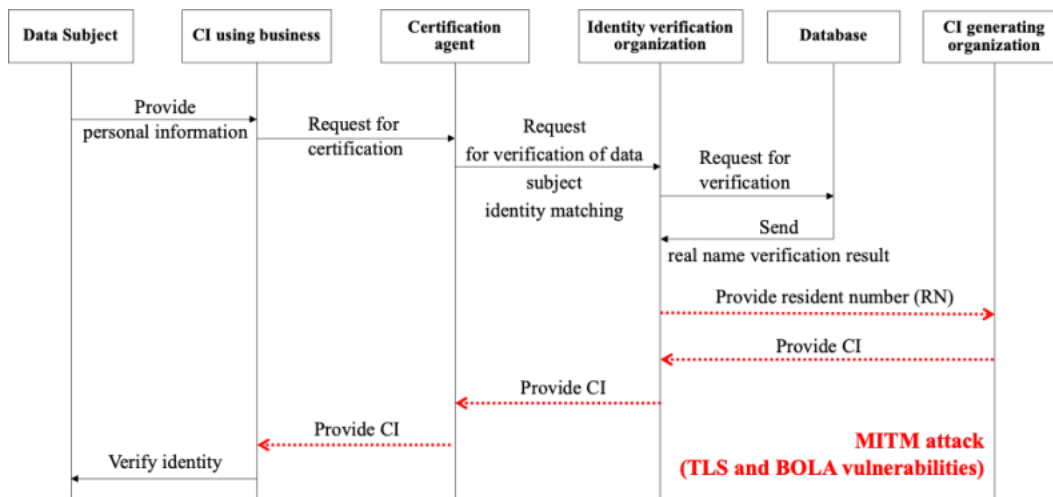 Data Subject
CI using business
Certification
agent
Identity verification
organization
Database
CI generating
organization
Provide
personal information
Request for
certification
Request
for verification of data
subject
identity matching
Request for
verification
Send
real name verification result
Provide resident number (RN)
Provide CI
Provide CI
Provide CI
MITM attack
(TLS and BOLA vulnerabilities)
Verify identity